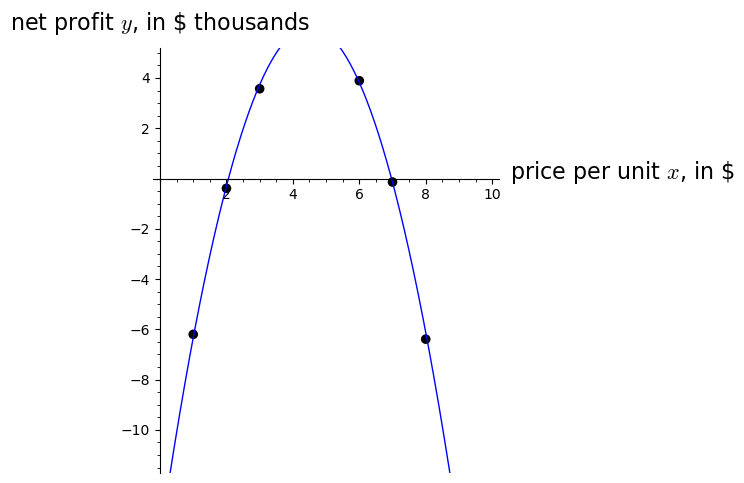 net profit y, in $ thousands
4
2
price per unit x, in $
2 4 6 8 10
−2
−4
−6
−8
−10